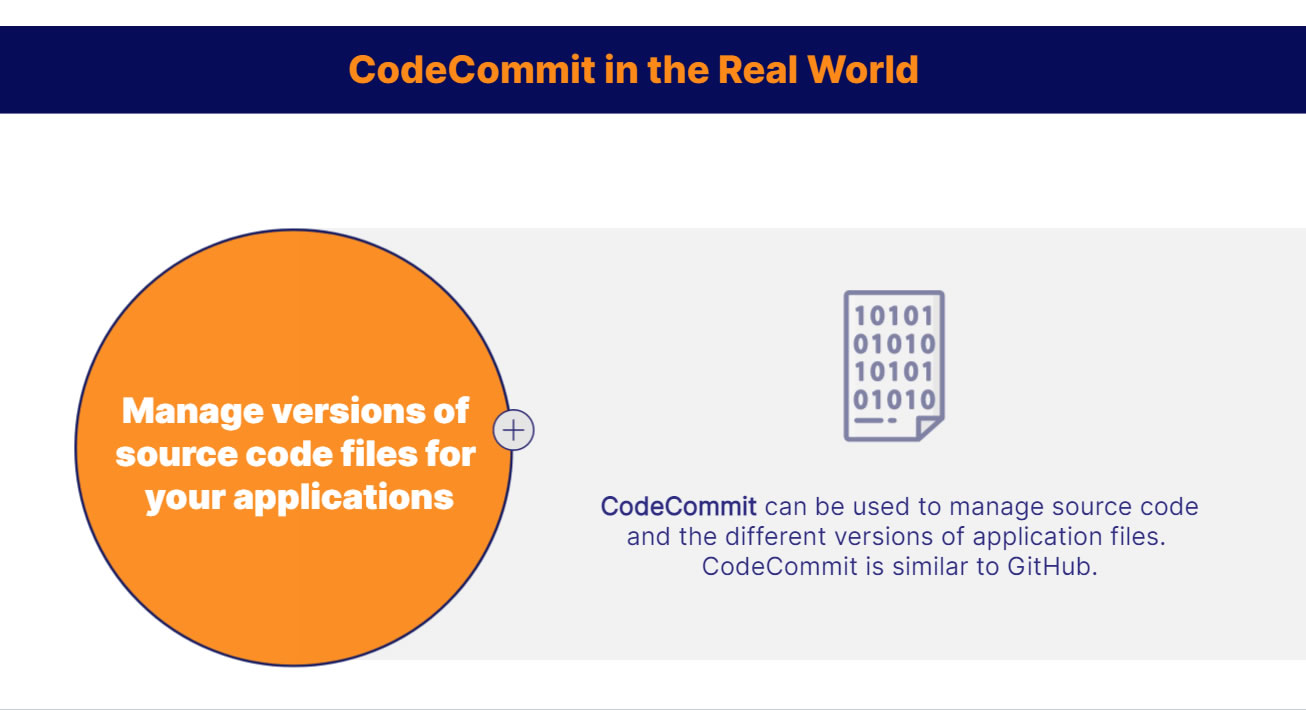 CodeCommit in the Real World
Manage versions of
source code files for
your applications
10101
01010
10101
01010
CodeCommit can be used to manage source code
and the different versions of application files.
CodeCommit is similar to GitHub.